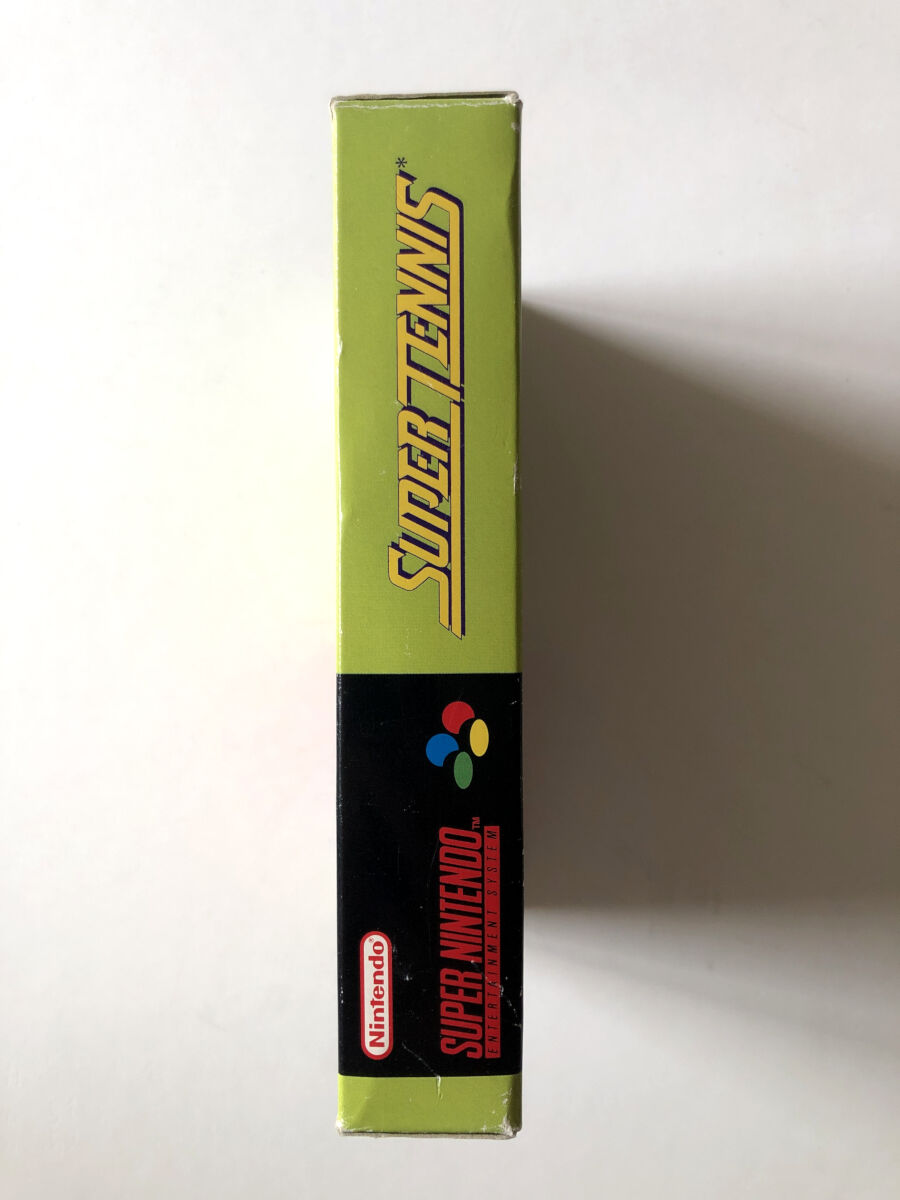 SUPER TENNIS*
Nintendo®
SUPER NINTENDO™
ENTERTAINMENT SYSTEM